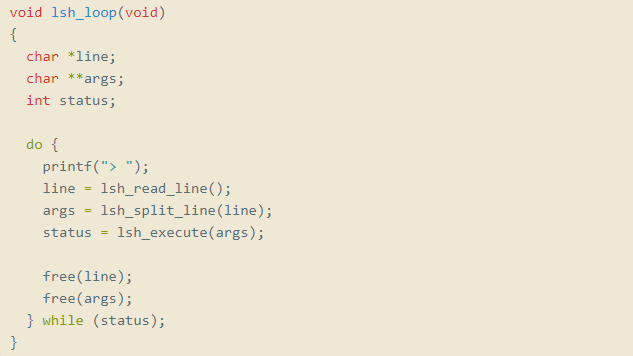 void lsh_loop(void)
{
  char *line;
  char **args;
  int status;

  do {
    printf("> ");
    line = lsh_read_line();
    args = lsh_split_line(line);
    status = lsh_execute(args);

    free(line);
    free(args);
  } while (status);
}